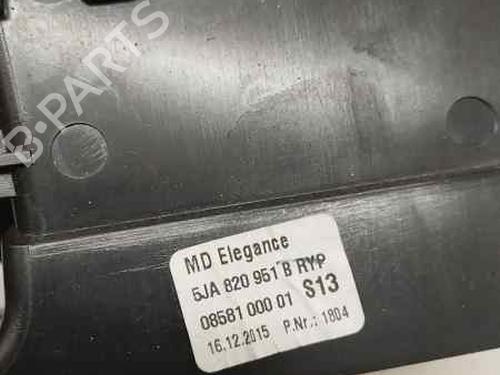 B-PARTS
MD Elegance
5JA 820 951 B RYP
08581 000 01 S13
16.12.2015 P.Nr.: 1804